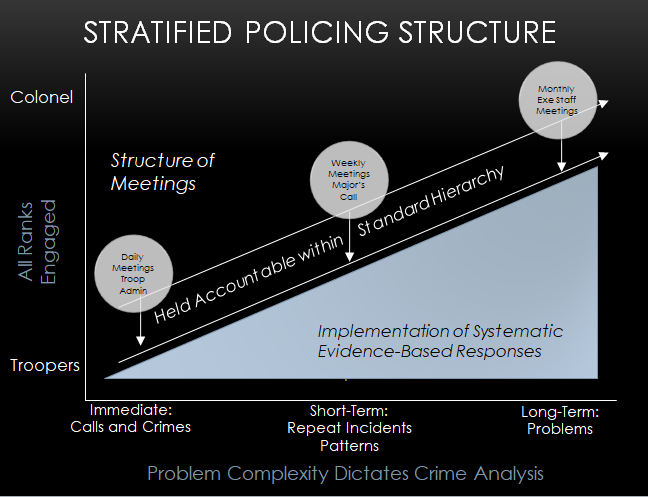 STRATIFIED POLICING STRUCTURE
Colonel
Monthly
Exe Staff
Meetings
Structure of
Meetings
Weekly
Meetings
Major's
Call
All Ranks
Engaged
Daily
Meetings
Troop
Admin
Held Accountable within Standard Hierarchy
Implementation of Systematic
Evidence-Based Responses
Troopers
Immediate:
Calls and Crimes
Short-Term:
Repeat Incidents
Patterns
Long-Term:
Problems
Problem Complexity Dictates Crime Analysis